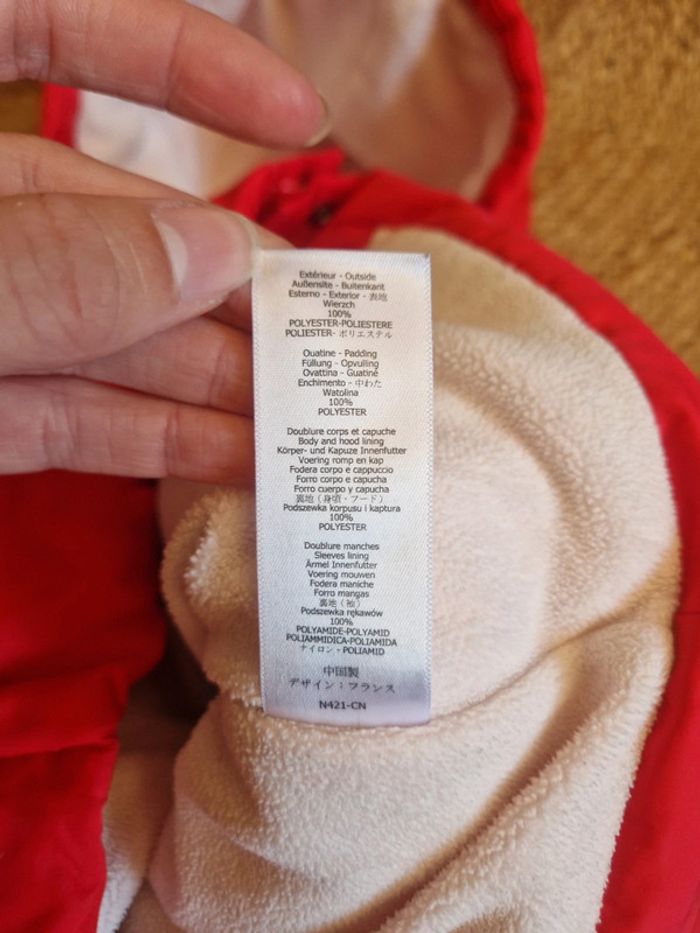 Extérieur - Outside
Außensite - Buitenkant
Esterno - Exterior - 表地
Wierzch
100%
POLYESTER-POLIESTERE
POLIESTER- ポリエステル
Ouatine - Padding
Füllung - Opvulling
Ovattina - Guatiné
Enchimento - 中わた
Watolina
100%
POLYESTER
Doublure corps et capuche
Body and hood lining
Körper- und Kapuze Innenfutter
Voering romp en kap
Fodera corpo e cappuccio
Forro corpo e capucha
Forro cuerpo y capucha
裏地（身頃・フード）
Podszewka korpusu i kaptura
100%
POLYESTER
Doublure manches
Sleeves lining
Ärmel Innenfutter
Voering mouwen
Fodera maniche
Forro mangas
裏地（袖）
Podszewka rękawów
100%
POLYAMIDE-POLYAMID
POLIAMMIDICA-POLIAMIDA
ナイロン - POLIAMID
中国製
デザイン：フランス
N421-CN